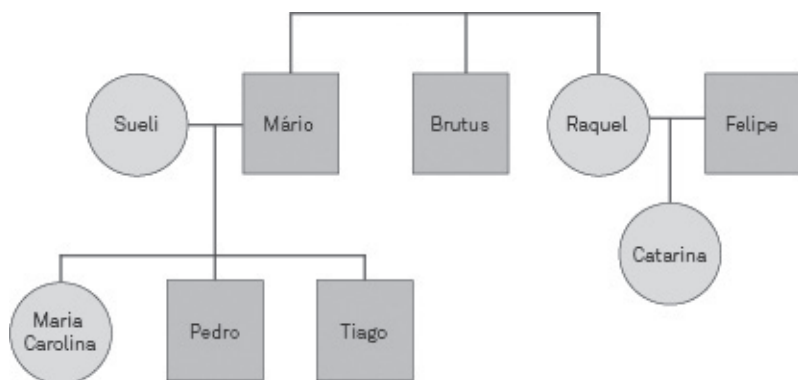 Sueli
Mário
Brutus
Raquel
Felipe
Catarina
Maria
Carolina
Pedro
Tiago